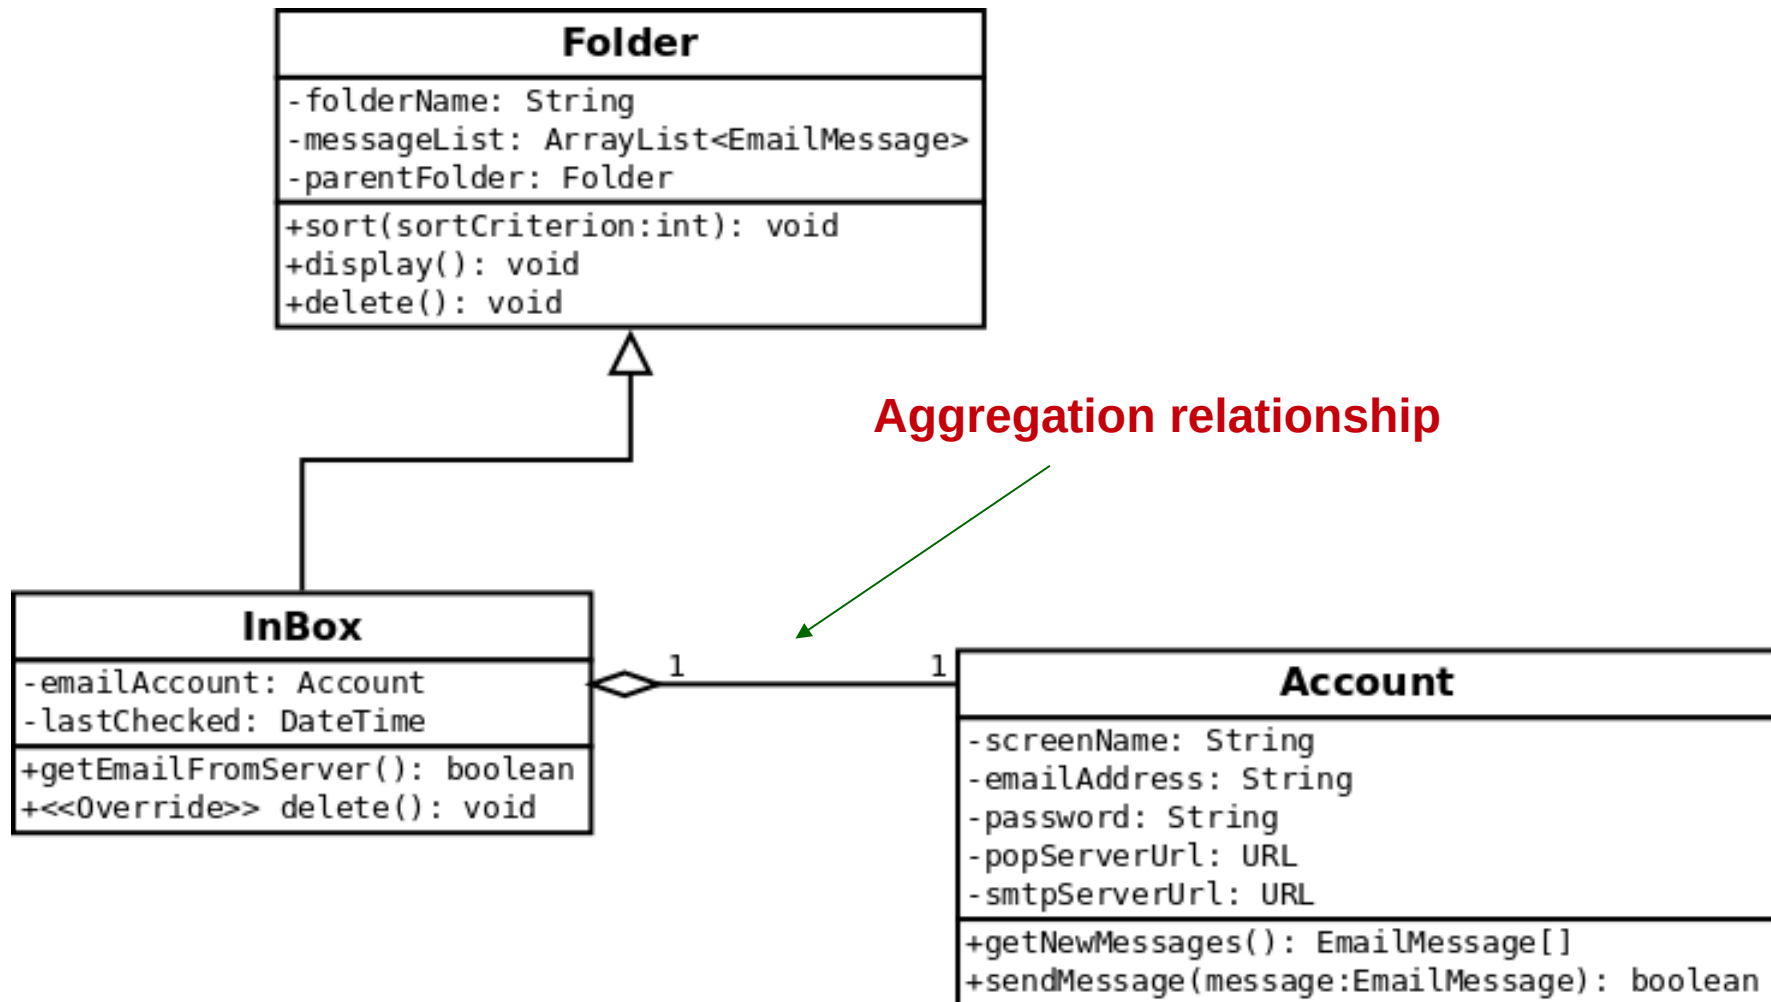 Folder
-folderName: String
-messageList: ArrayList<EmailMessage>
-parentFolder: Folder
+sort(sortCriterion:int): void
+display(): void
+delete(): void
Aggregation relationship
InBox
-emailAccount: Account
-lastChecked: DateTime
+getEmailFromServer(): boolean
+<<Override>> delete(): void
1
1
Account
-screenName: String
-emailAddress: String
-password: String
-popServerUrl: URL
-smtpServerUrl: URL
+getNewMessages(): EmailMessage[]
+sendMessage(message:EmailMessage): boolean